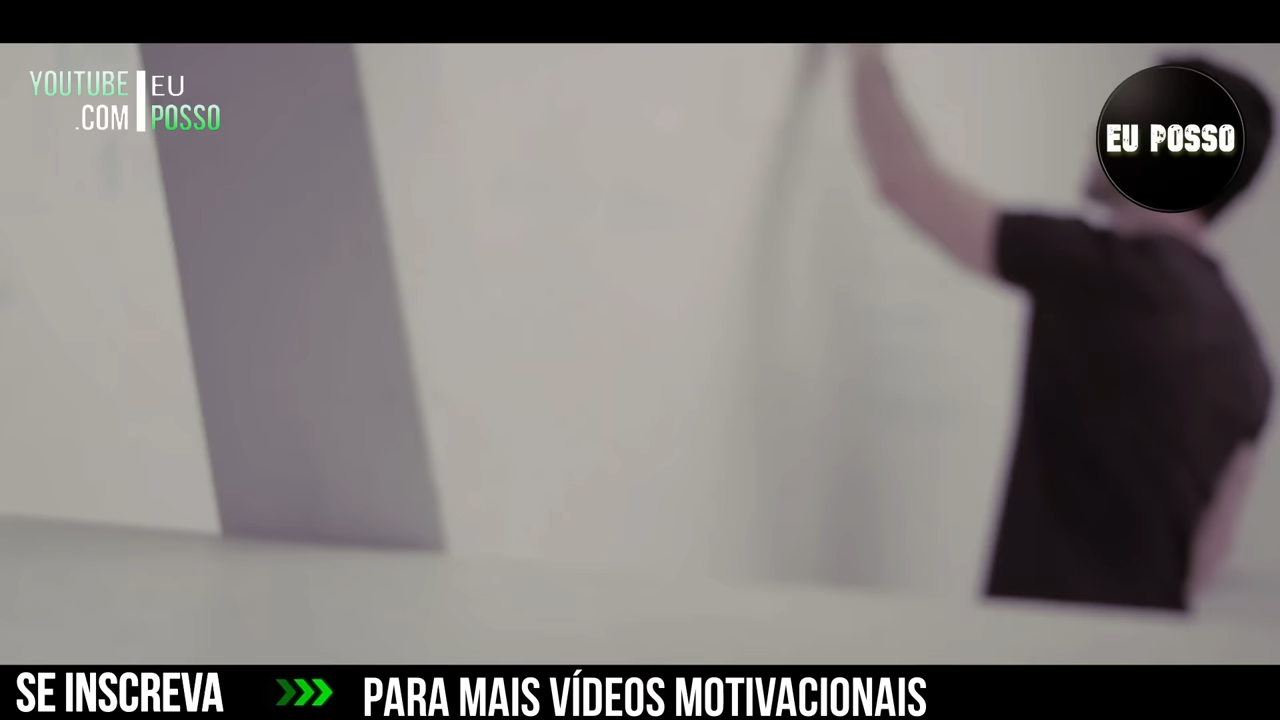 YOUTUBE
.COM
EU
POSSO
EU POSSO
SE INSCREVA >>> PARA MAIS VÍDEOS MOTIVACIONAIS